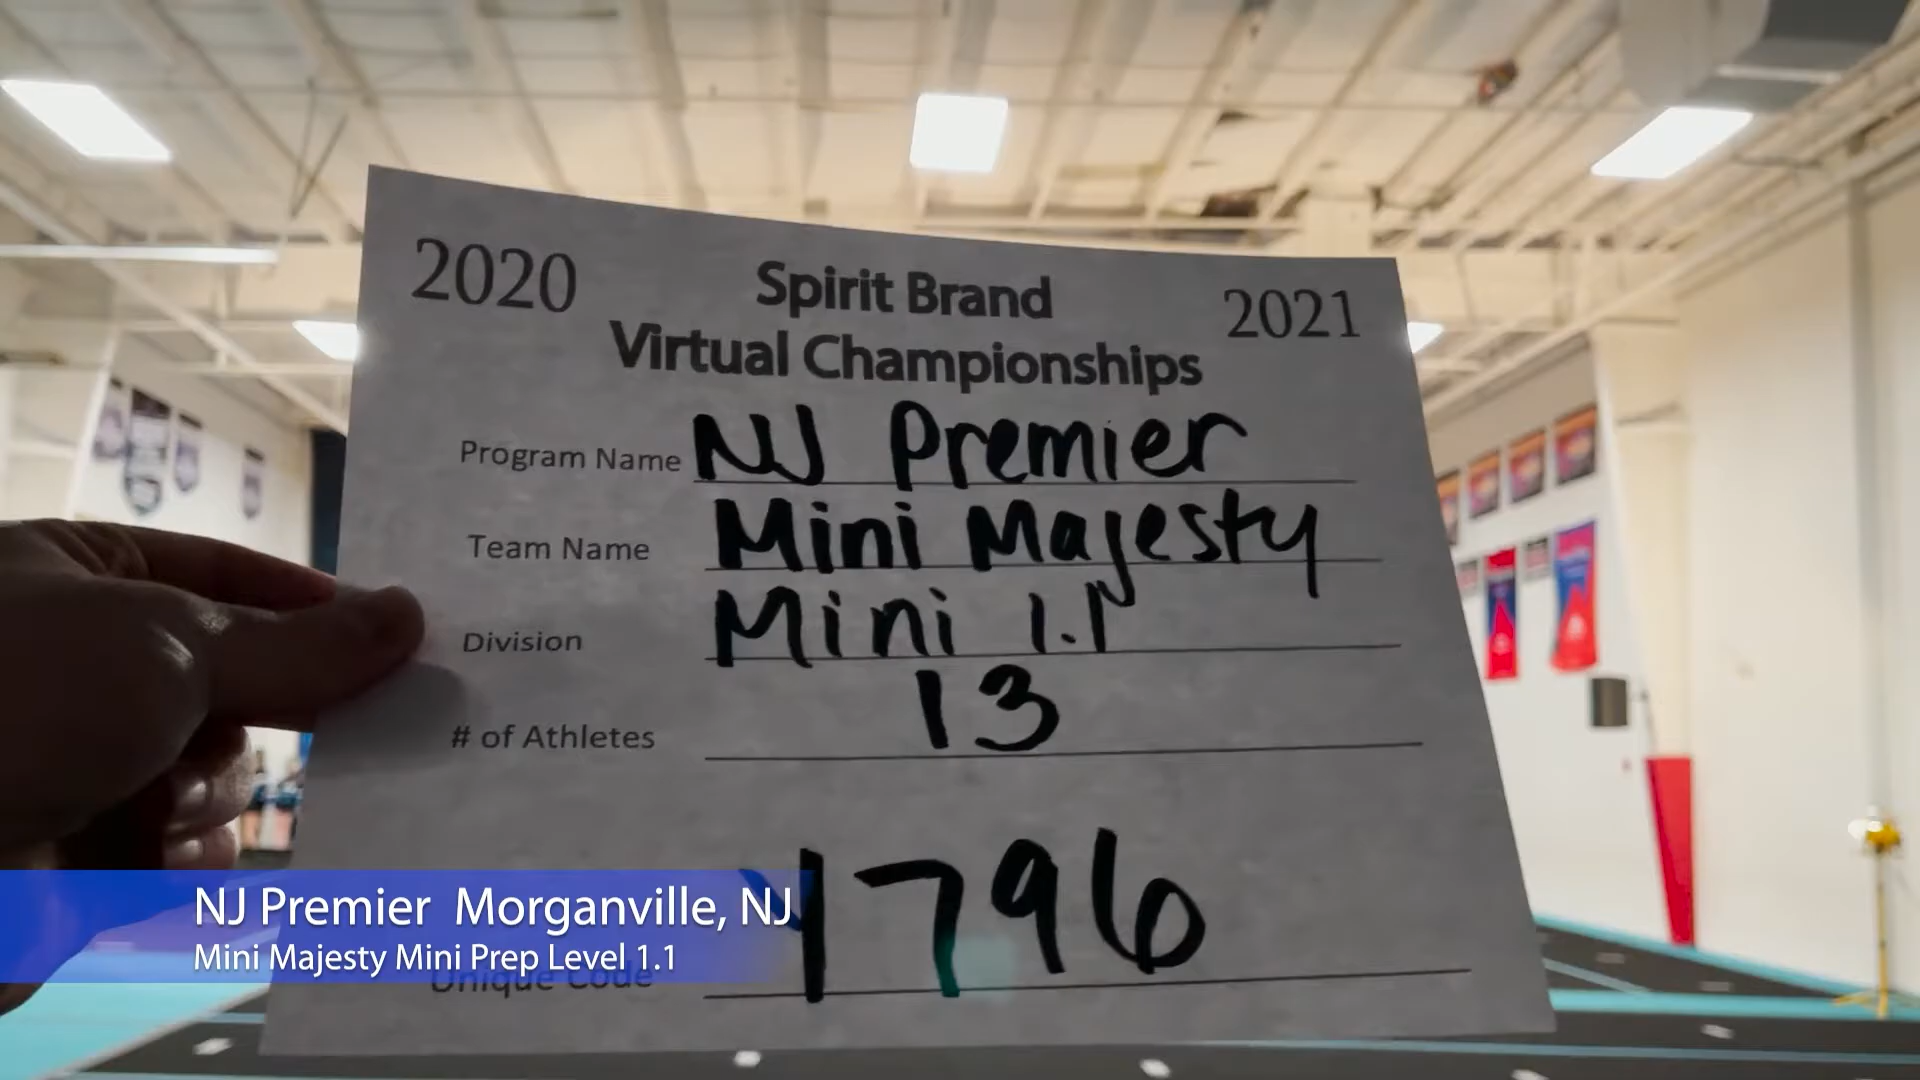 2020
Spirit Brand
2021
Virtual Championships
Program Name NJ Premier
Team Name Mini Majesty
Division Mini 1.1
# of Athletes 13
Unique Code 4796
NJ Premier Morganville, NJ
Mini Majesty Mini Prep Level 1.1